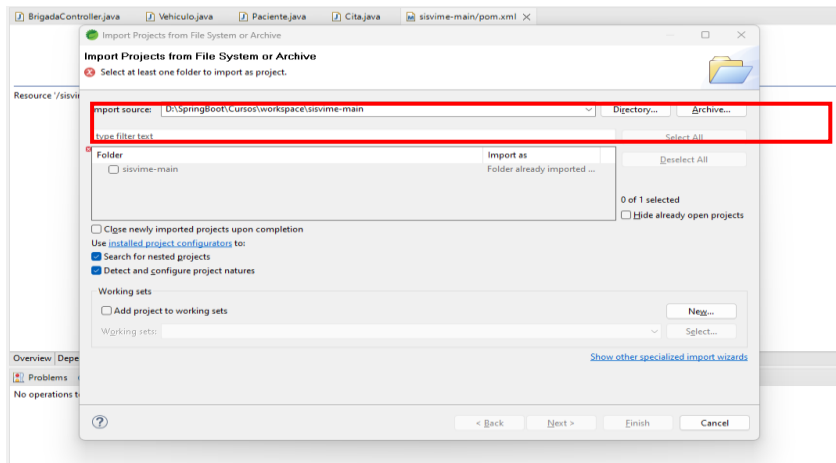 BrigadaController.java Vehiculo.java Paciente.java Cita.java sisvime-main/pom.xml
Import Projects from File System or Archive
Import Projects from File System or Archive
Select at least one folder to import as project.
Resource '/sisvi
Import source: D:\SpringBoot\Cursos\workspace\sisvime-main Directory... Archive...
type filter text Select All
Folder Import as Deselect All
sisvime-main Folder already imported ...
0 of 1 selected
Hide already open projects
Close newly imported projects upon completion
Use installed project configurators to:
Search for nested projects
Detect and configure project natures
Working sets
Add project to working sets New...
Working sets: Select...
Show other specialized import wizards
Overview Depe
Problems
No operations t
? < Back Next > Finish Cancel